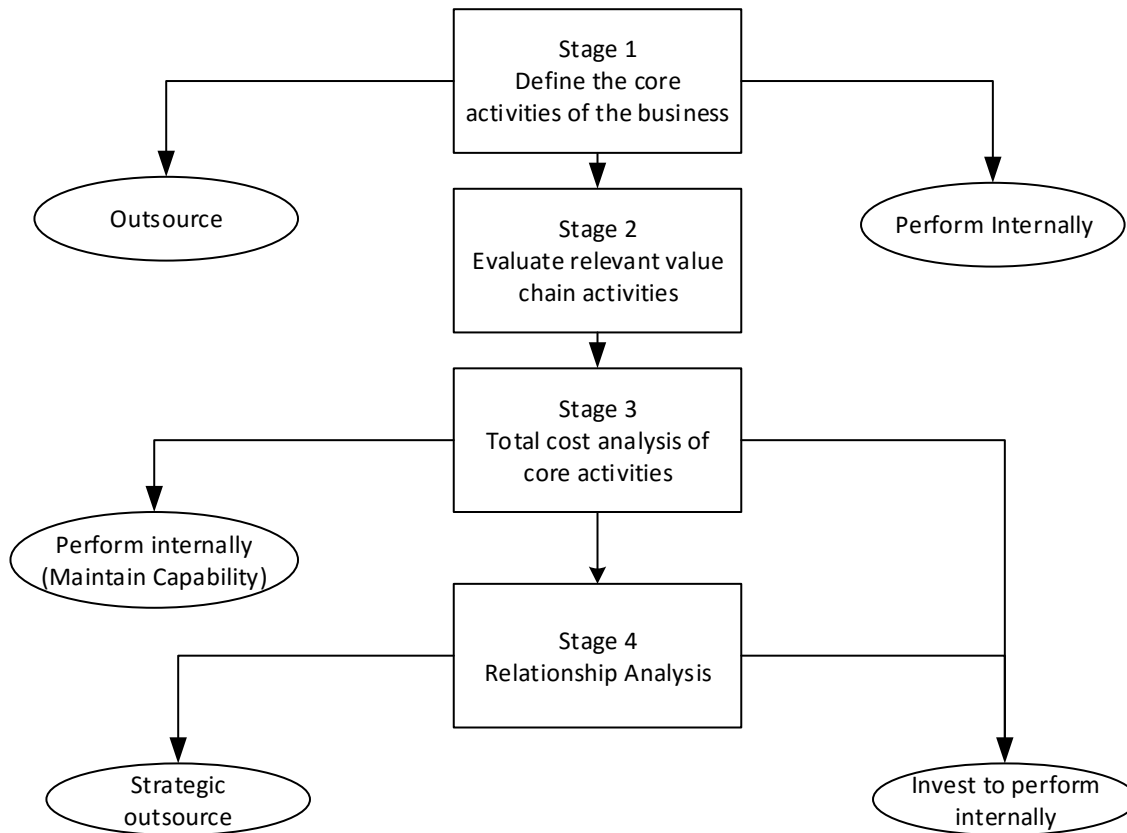 Stage 1
Define the core
activities of the business
Outsource
Perform Internally
Stage 2
Evaluate relevant value
chain activities
Stage 3
Total cost analysis of
core activities
Perform internally
(Maintain Capability)
Stage 4
Relationship Analysis
Strategic
outsource
Invest to perform
internally